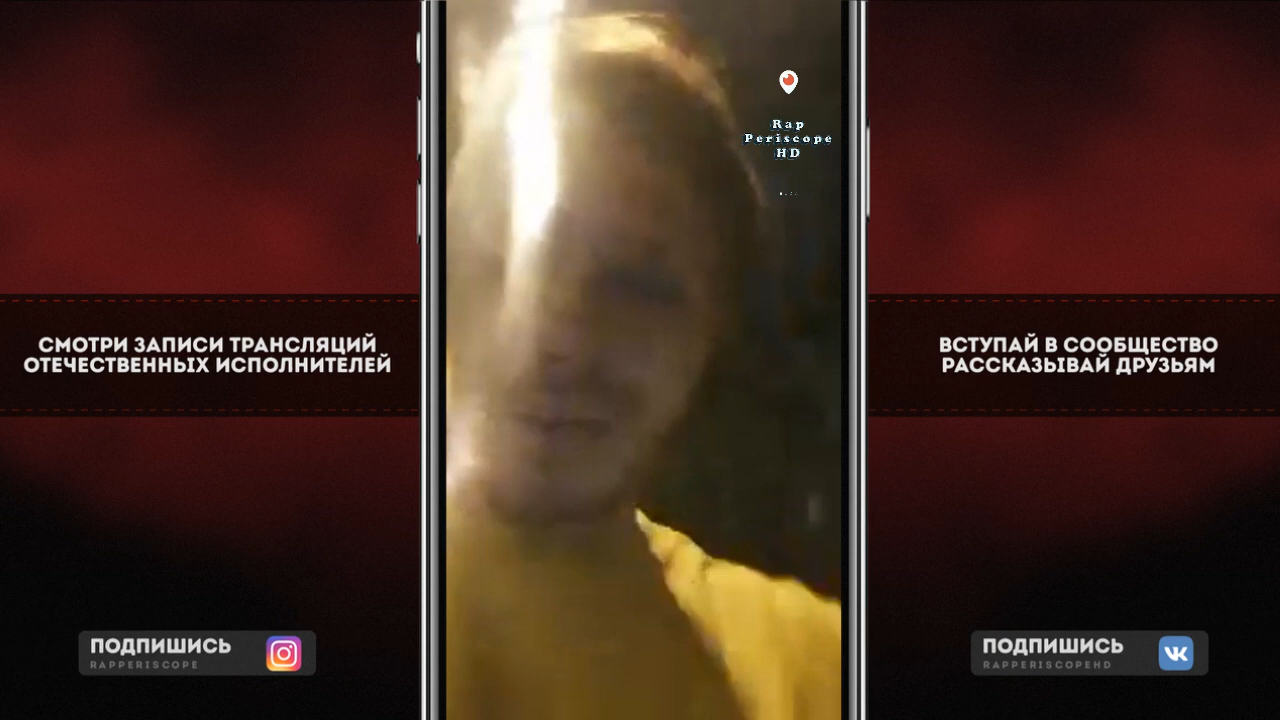 Rap
Periscope
HD
СМОТРИ ЗАПИСИ ТРАНСЛЯЦИЙ
ОТЕЧЕСТВЕННЫХ ИСПОЛНИТЕЛЕЙ
ВСТУПАЙ В СООБЩЕСТВО
РАССКАЗЫВАЙ ДРУЗЬЯМ
ПОДПИШИСЬ
RAPPERISCOPE
ПОДПИШИСЬ
RAPPERISCOPEHD